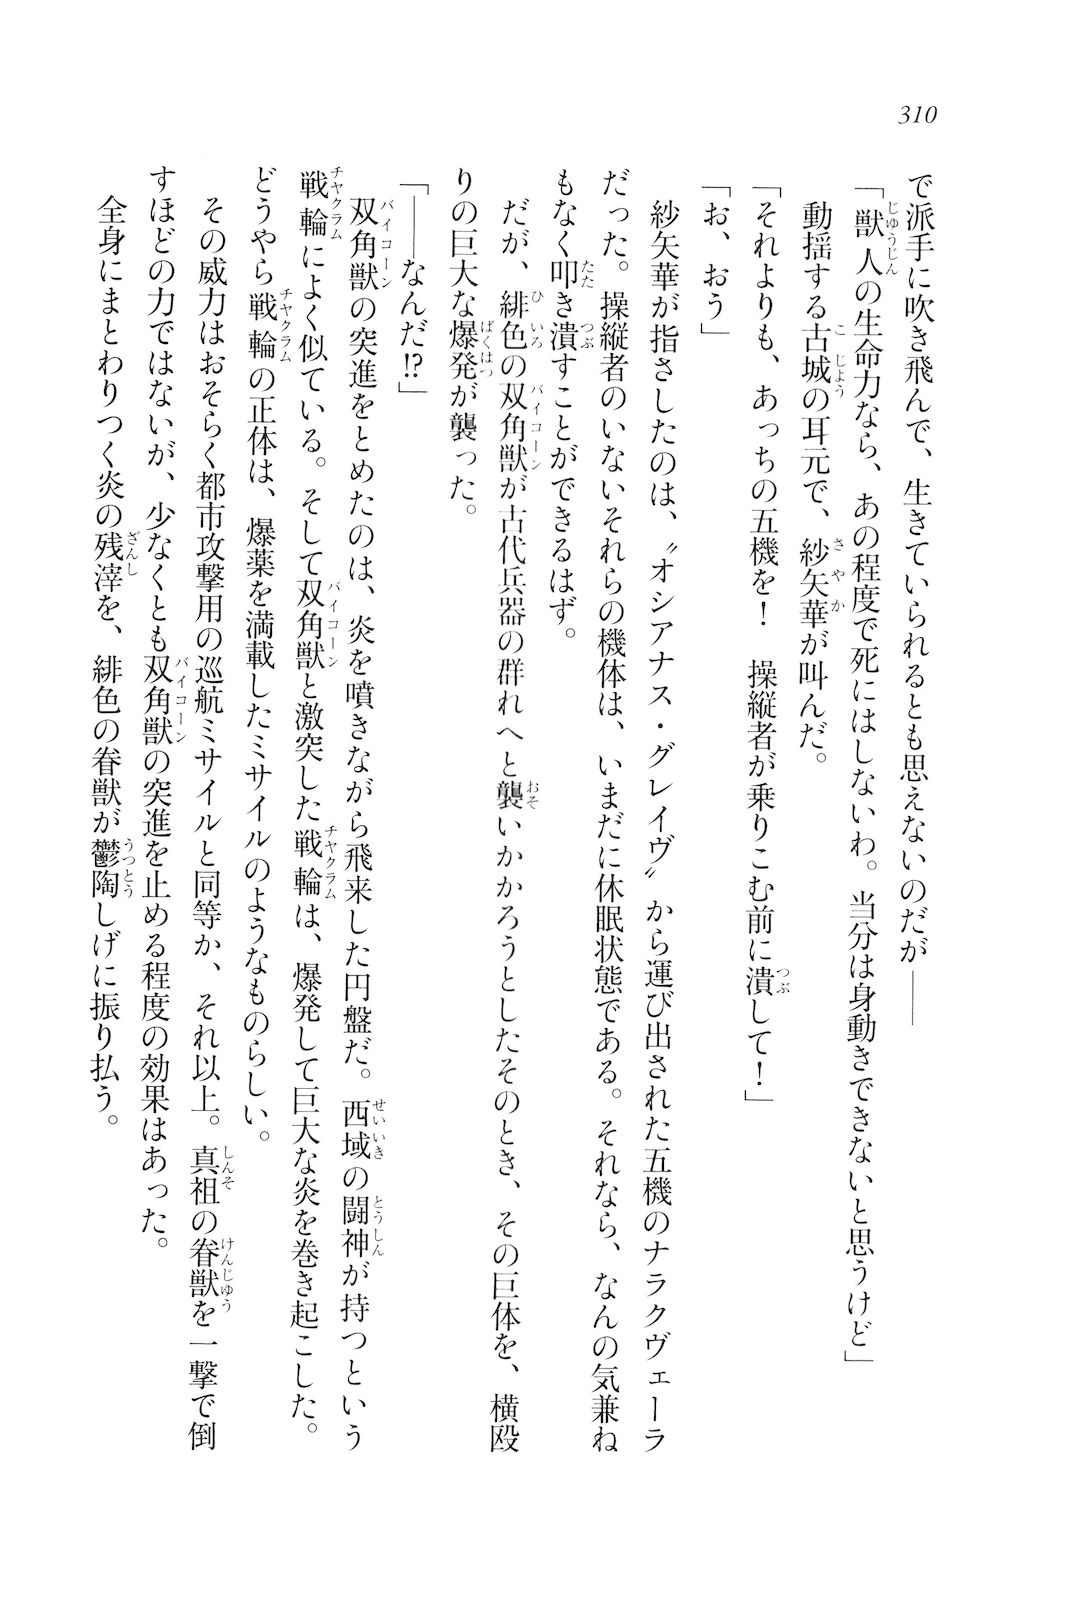 310
で派手に吹き飛んで、生きていられるとも思えないのだが――
「獣人の生命力なら、あの程度で死にはしないわ。当分は身動きできないと思うけど」
動揺する古城の耳元で、紗矢華が叫んだ。
「それよりも、あっちの五機を！　操縦者が乗りこむ前に潰して！」
「お、おう」
紗矢華が指さしたのは、〝オシアナス・グレイヴ〟から運び出された五機のナラクヴェーラ
だった。操縦者のいないそれらの機体は、いまだに休眠状態である。それなら、なんの気兼ね
もなく叩き潰すことができるはず。
だが、緋色の双角獣が古代兵器の群れへと襲いかかろうとしたそのとき、その巨体を、横殴
りの巨大な爆発が襲った。
「――なんだ!?」
双角獣の突進をとめたのは、炎を噴きながら飛来した円盤だ。西域の闘神が持つという
戦輪によく似ている。そして双角獣と激突した戦輪は、爆発して巨大な炎を巻き起こした。
どうやら戦輪の正体は、爆薬を満載したミサイルのようなものらしい。
その威力はおそらく都市攻撃用の巡航ミサイルと同等か、それ以上。真祖の眷獣を一撃で倒
すほどの力ではないが、少なくとも双角獣の突進を止める程度の効果はあった。
全身にまとわりつく炎の残滓を、緋色の眷獣が鬱陶しげに振り払う。